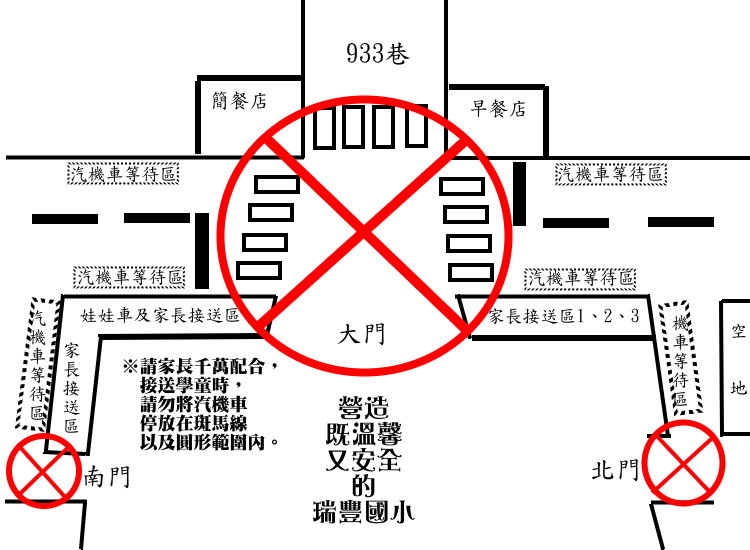 933巷
簡餐店
早餐店
汽機車等待區
汽機車等待區
汽機車等待區
汽機車等待區
汽機車等待區
娃娃車及家長接送區
家長接送區1、2、3
機車等待區
家長接送區
大門
空地
※請家長千萬配合，
接送學童時，
請勿將汽機車
停放在斑馬線
以及圓形範圍內。
營造
既溫馨
又安全
的
瑞豐國小
南門
北門